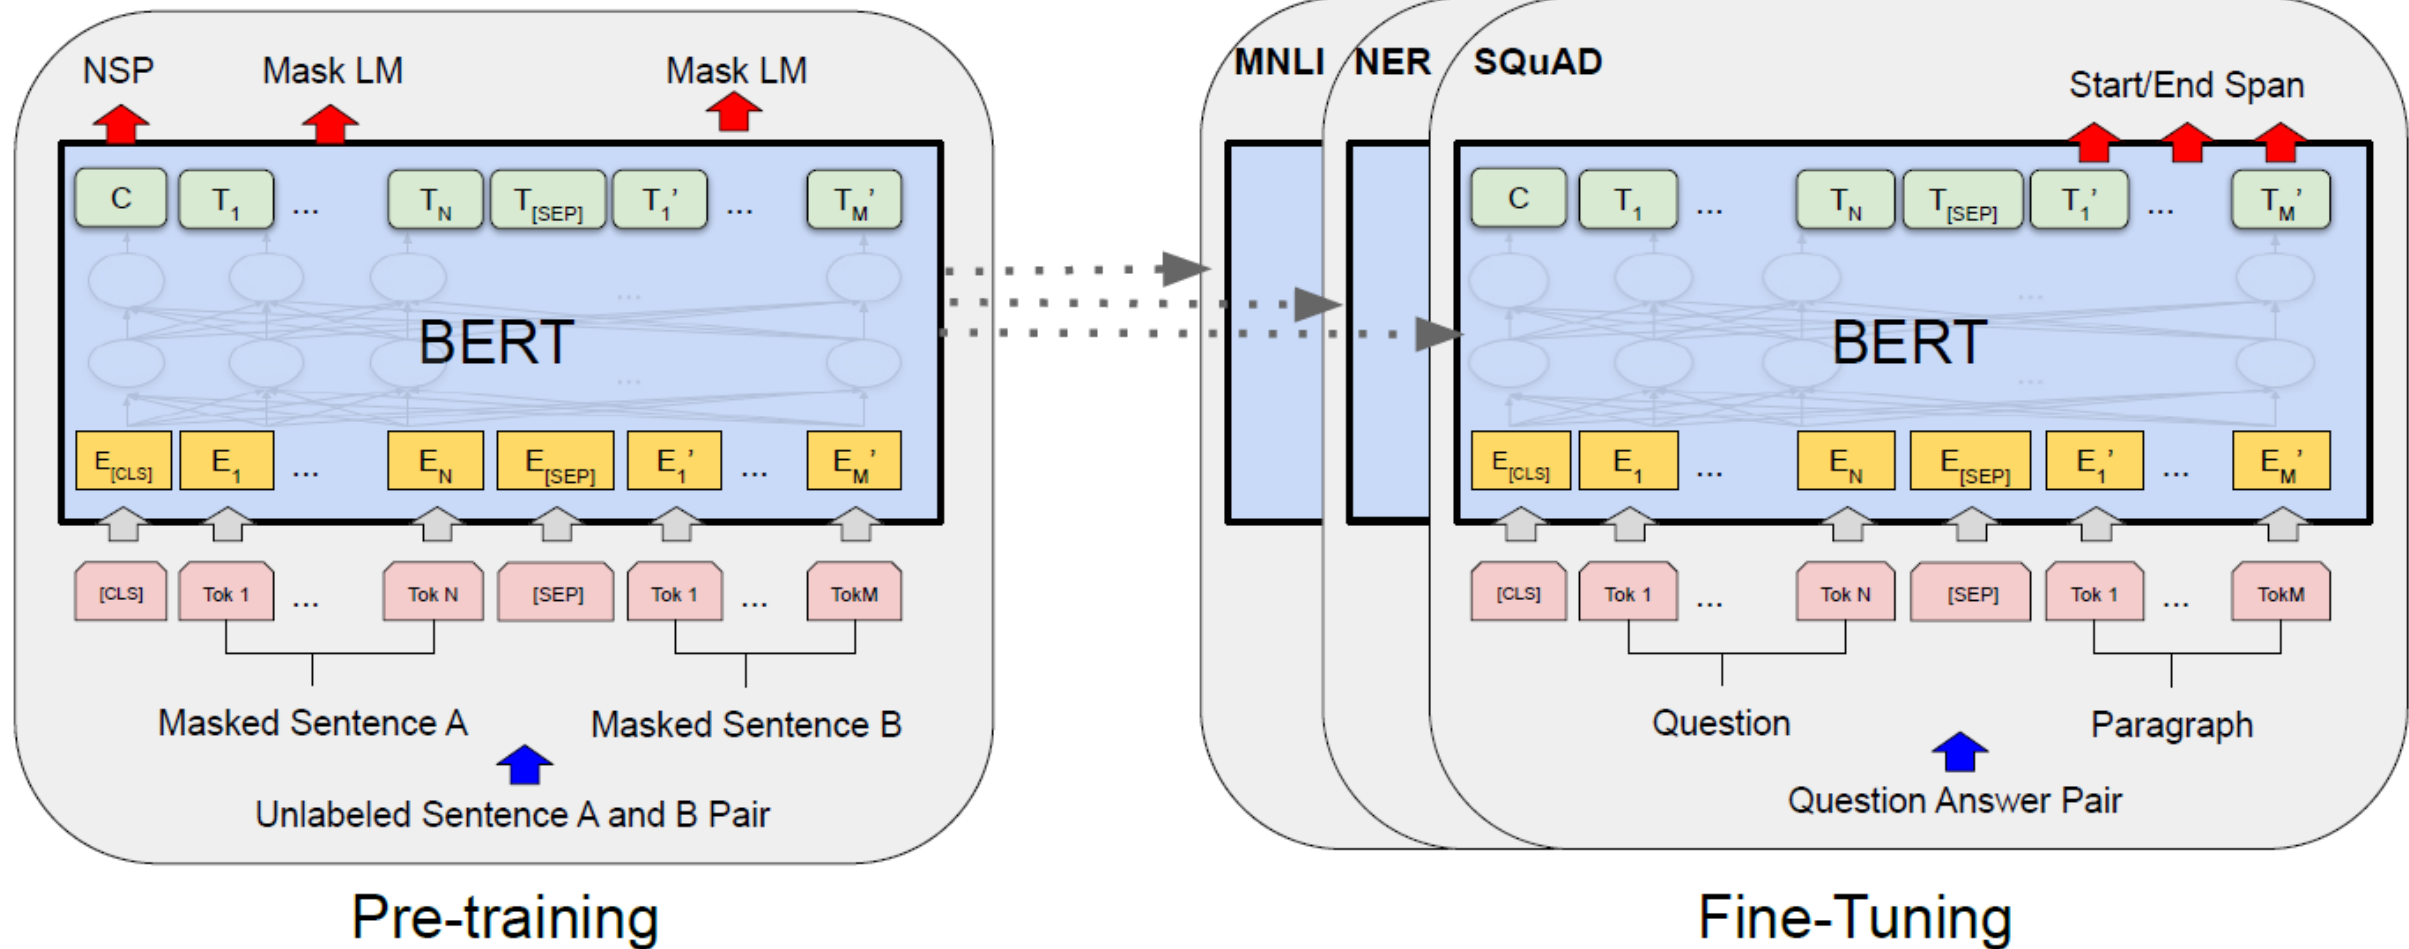 NSP Mask LM Mask LM
C T1 ... TN T[SEP] T1’ ... TM’
...
BERT
...
E[CLS] E1 ... EN E[SEP] E1’ ... EM’
[CLS] Tok 1 ... Tok N [SEP] Tok 1 ... TokM
Masked Sentence A Masked Sentence B
Unlabeled Sentence A and B Pair
Pre-training
MNLI NER SQuAD
Start/End Span
C T1 ... TN T[SEP] T1’ ... TM’
...
BERT
...
E[CLS] E1 ... EN E[SEP] E1’ ... EM’
[CLS] Tok 1 ... Tok N [SEP] Tok 1 ... TokM
Question Paragraph
Question Answer Pair
Fine-Tuning